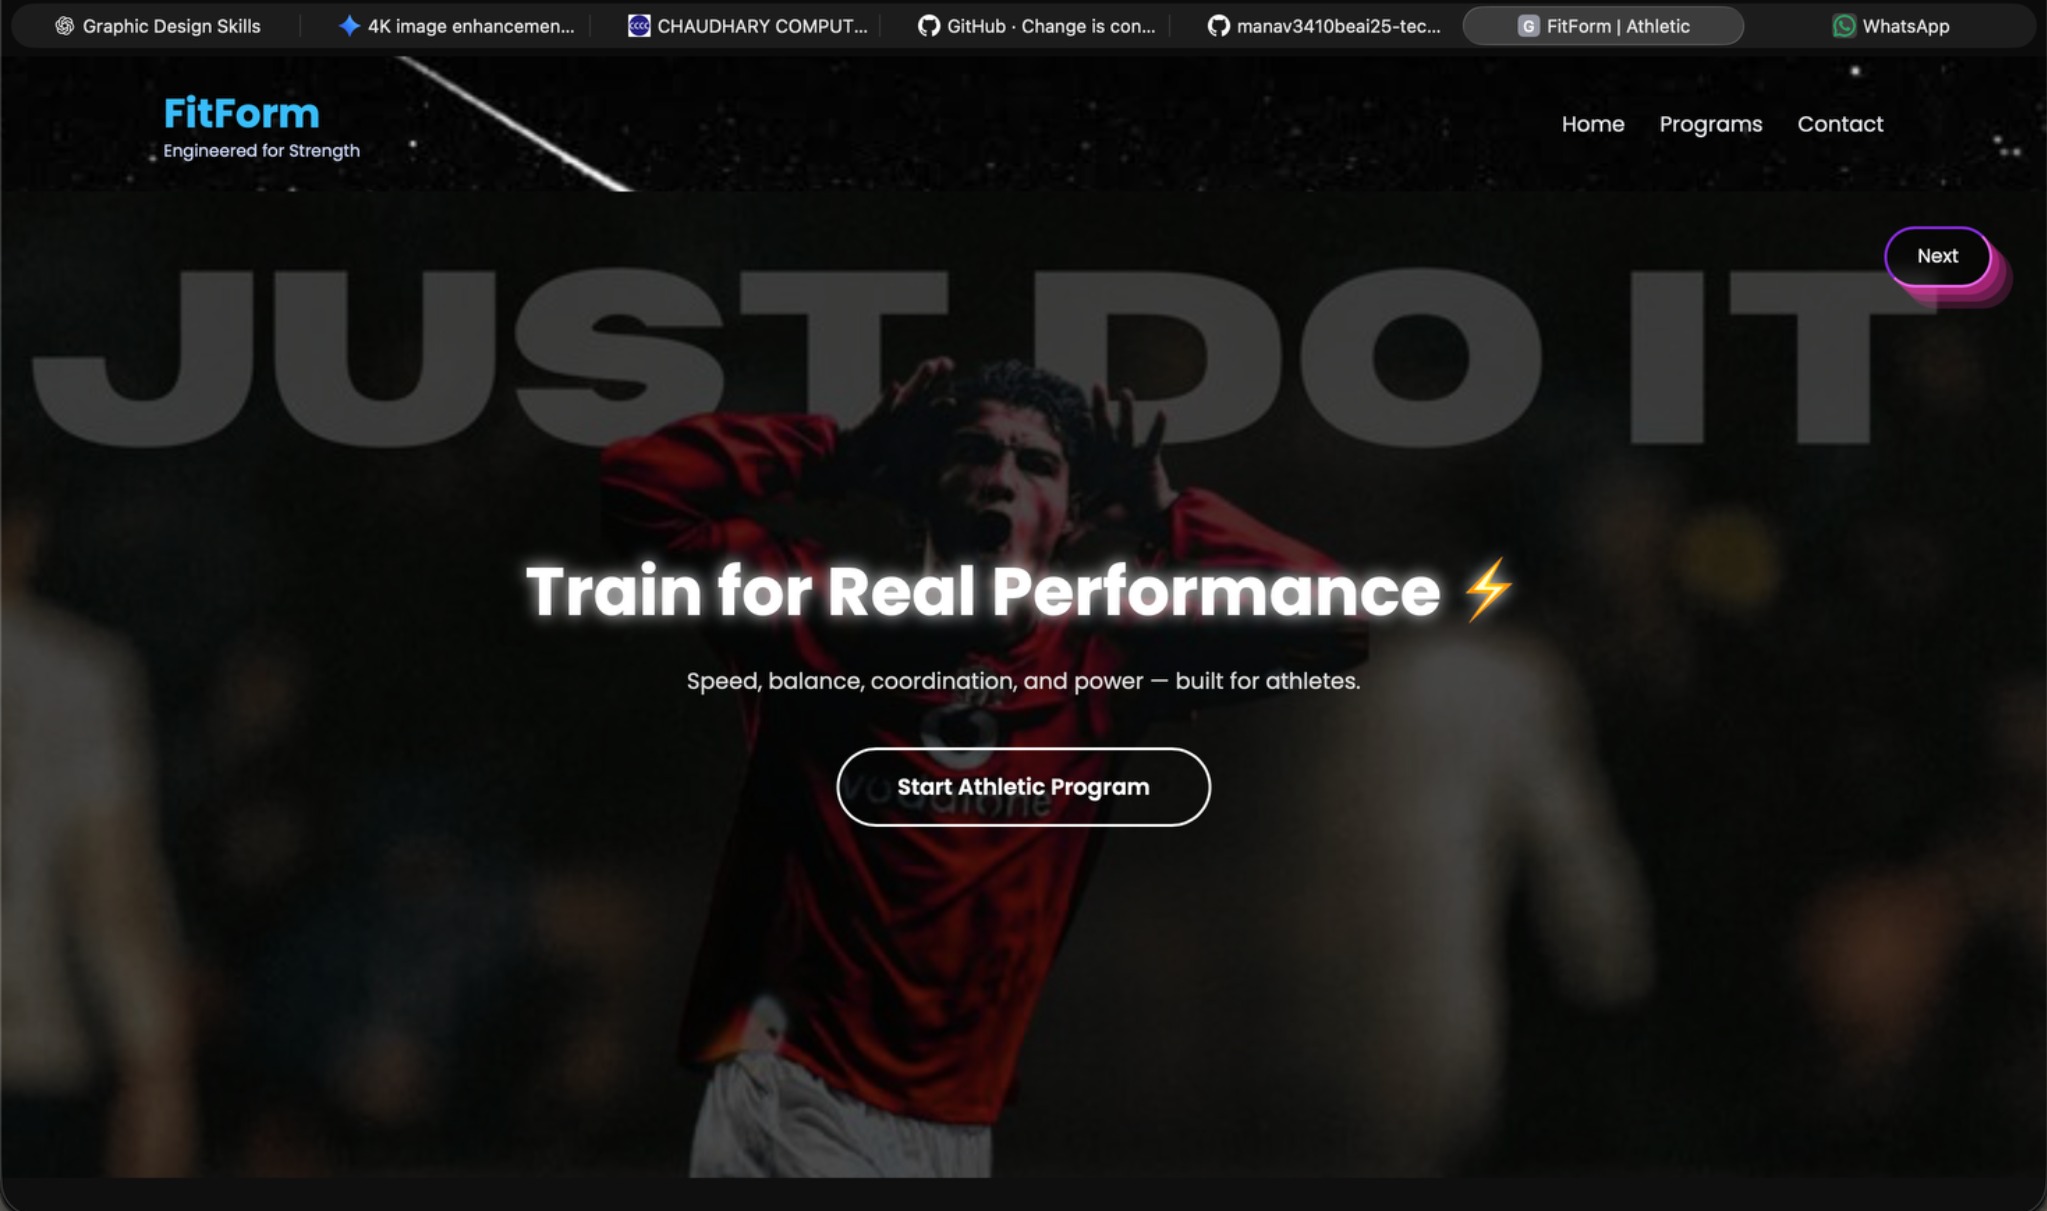 Graphic Design Skills
4K image enhancemen...
CHAUDHARY COMPUT...
GitHub · Change is con...
manav3410beai25-tec...
G FitForm | Athletic
WhatsApp
FitForm
Engineered for Strength
Home Programs Contact
Next
JUST DO IT
Train for Real Performance ⚡
Speed, balance, coordination, and power — built for athletes.
Start Athletic Program
vodafone